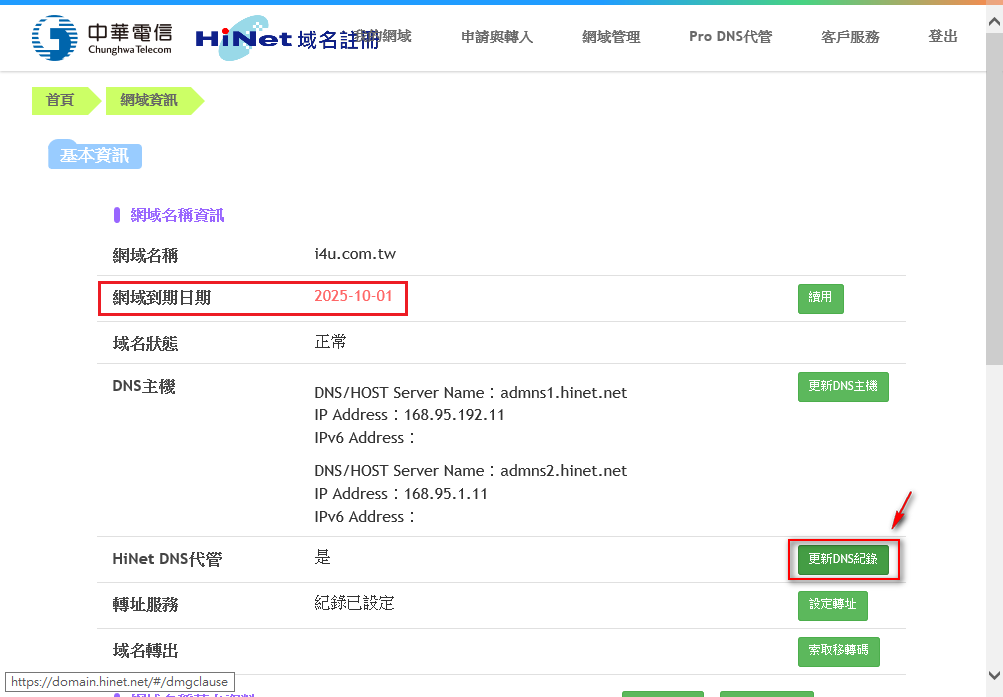 中華電信
Chunghwa Telecom
HiNet 域名註冊
我的網域 申請與轉入 網域管理 Pro DNS代管 客戶服務 登出
首頁 網域資訊
基本資訊
網域名稱資訊
網域名稱 i4u.com.tw
網域到期日期 2025-10-01 續用
域名狀態 正常
DNS主機 更新DNS主機
DNS/HOST Server Name：admns1.hinet.net
IP Address：168.95.192.11
IPv6 Address：
DNS/HOST Server Name：admns2.hinet.net
IP Address：168.95.1.11
IPv6 Address：
HiNet DNS代管 是 更新DNS紀錄
轉址服務 紀錄已設定 設定轉址
域名轉出 索取移轉碼
https://domain.hinet.net/#/dmgclause